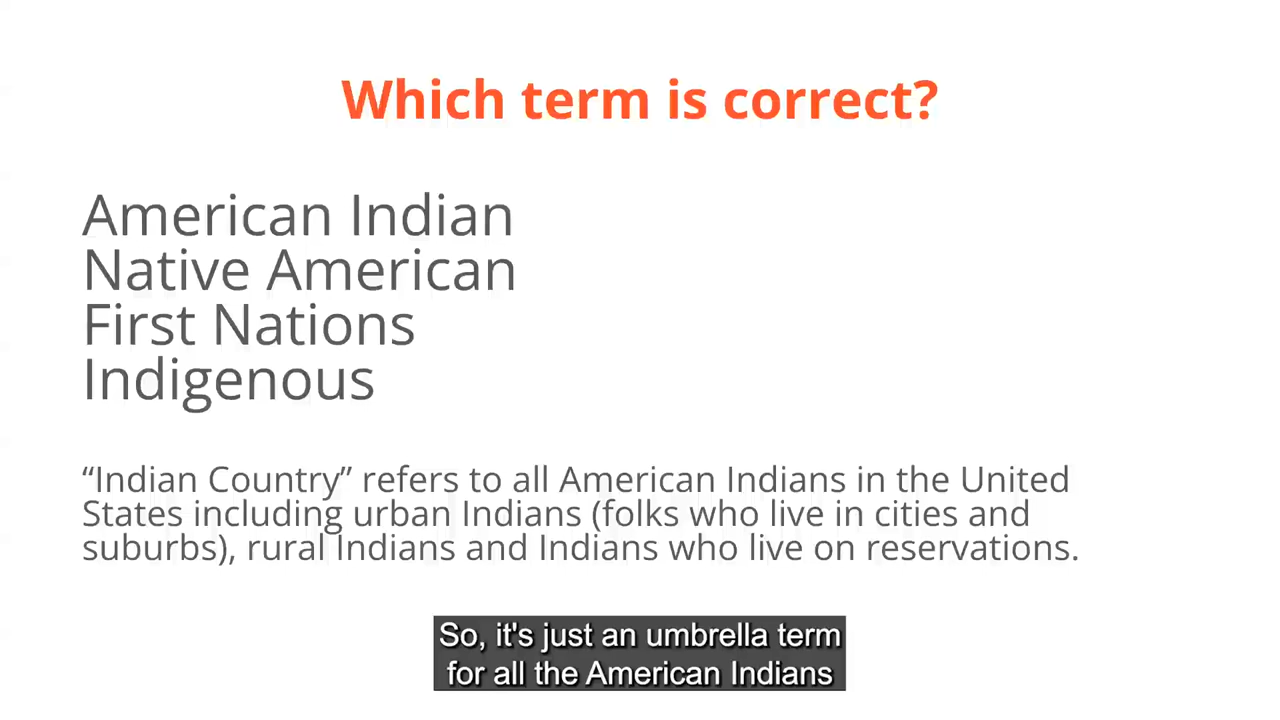 Which term is correct?
American Indian
Native American
First Nations
Indigenous
“Indian Country” refers to all American Indians in the United
States including urban Indians (folks who live in cities and
suburbs), rural Indians and Indians who live on reservations.
So, it's just an umbrella term
for all the American Indians